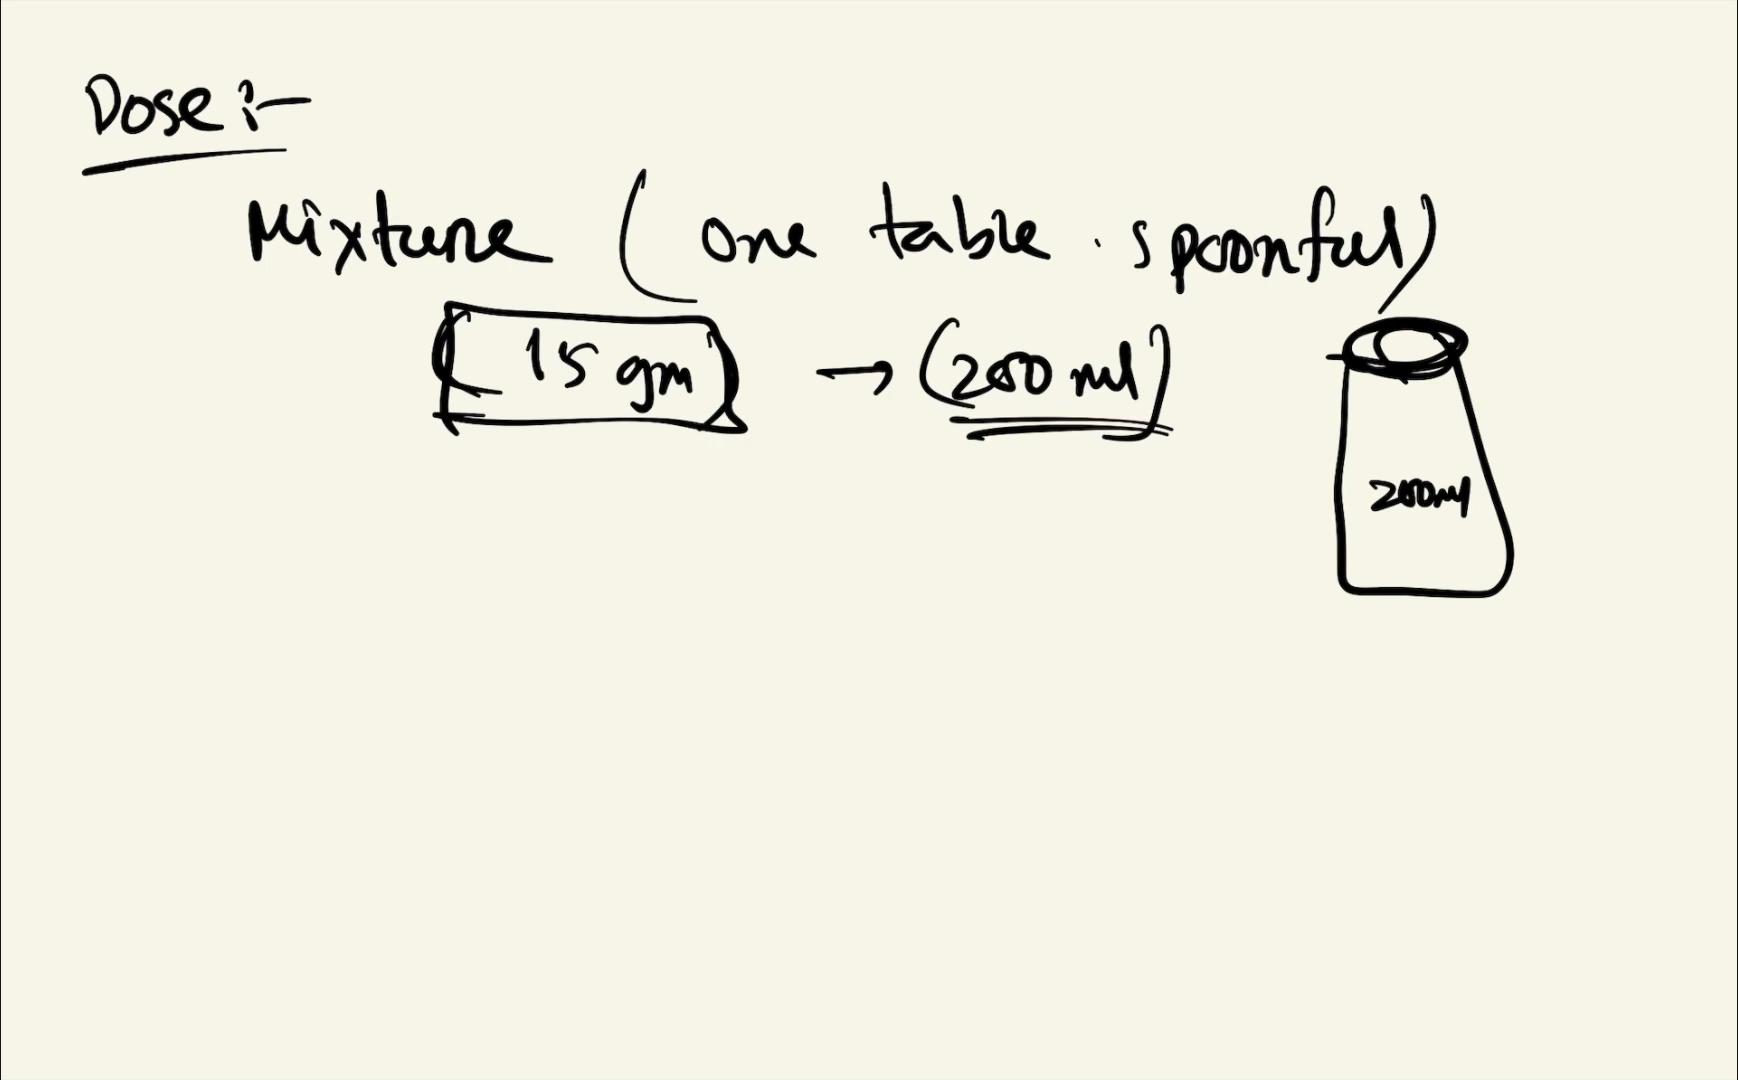 Dose :-
Mixture (one table spoonful)
(15 gm) → (200 ml)
200ml